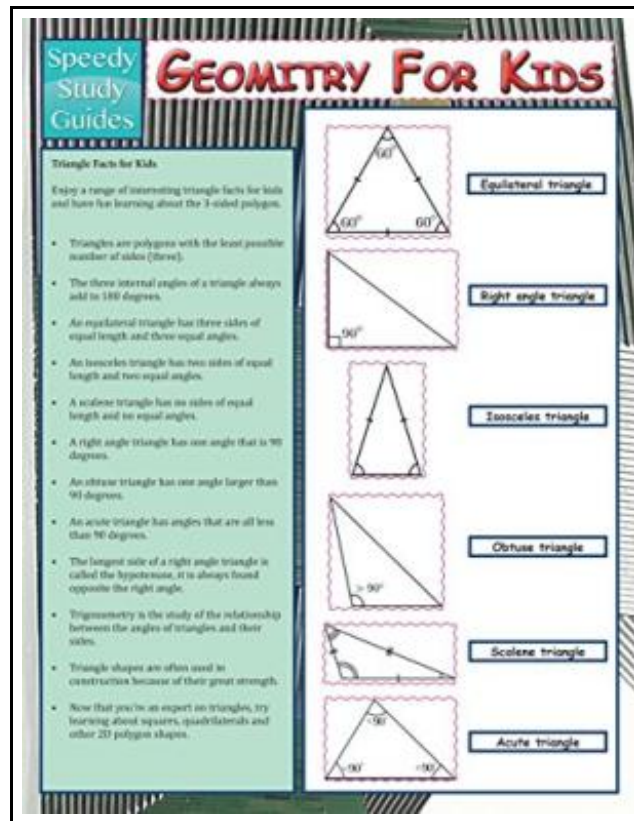 Speedy
Study
Guides
GEOMITRY FOR KIDS
Triangle Facts for Kids
Enjoy a range of interesting triangle facts for kids
and have fun learning about the 3-sided polygon.
• Triangles are polygons with the least possible
number of sides (three).
• The three internal angles of a triangle always
add to 180 degrees.
• An equilateral triangle has three sides of
equal length and three equal angles.
• An isosceles triangle has two sides of equal
length and two equal angles.
• A scalene triangle has no sides of equal
length and no equal angles.
• A right angle triangle has one angle that is 90
degrees.
• An obtuse triangle has one angle larger than
90 degrees.
• An acute triangle has angles that are all less
than 90 degrees.
• The longest side of a right angle triangle is
called the hypotenuse, it is always found
opposite the right angle.
• Trigonometry is the study of the relationship
between the angles of triangles and their
sides.
• Triangle shapes are often used in
construction because of their great strength.
• Now that you're an expert on triangles, try
learning about squares, quadrilaterals and
other 2D polygon shapes.
60°
60°
60°
Equilateral triangle
90°
Right angle triangle
Isosceles triangle
> 90°
Obtuse triangle
Scalene triangle
<90°
<90°
<90°
Acute triangle